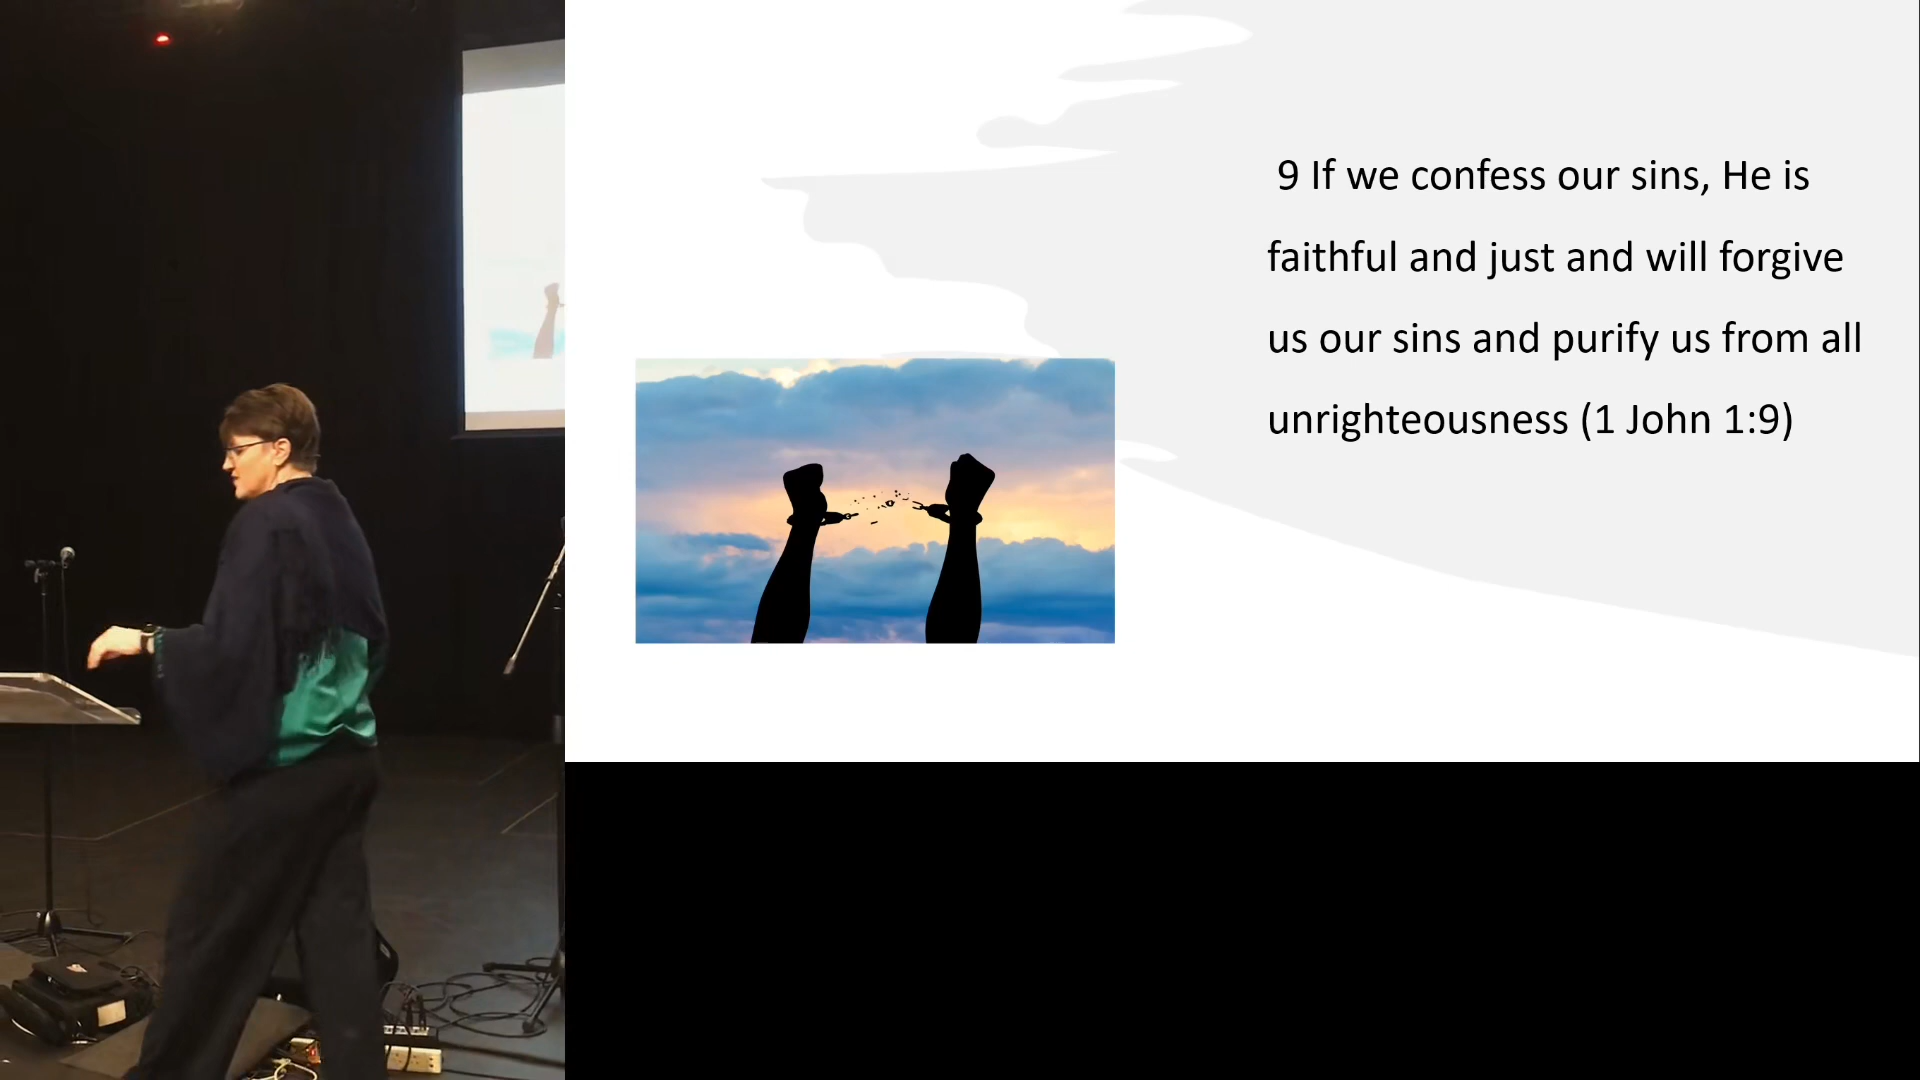 9 If we confess our sins, He is
faithful and just and will forgive
us our sins and purify us from all
unrighteousness (1 John 1:9)